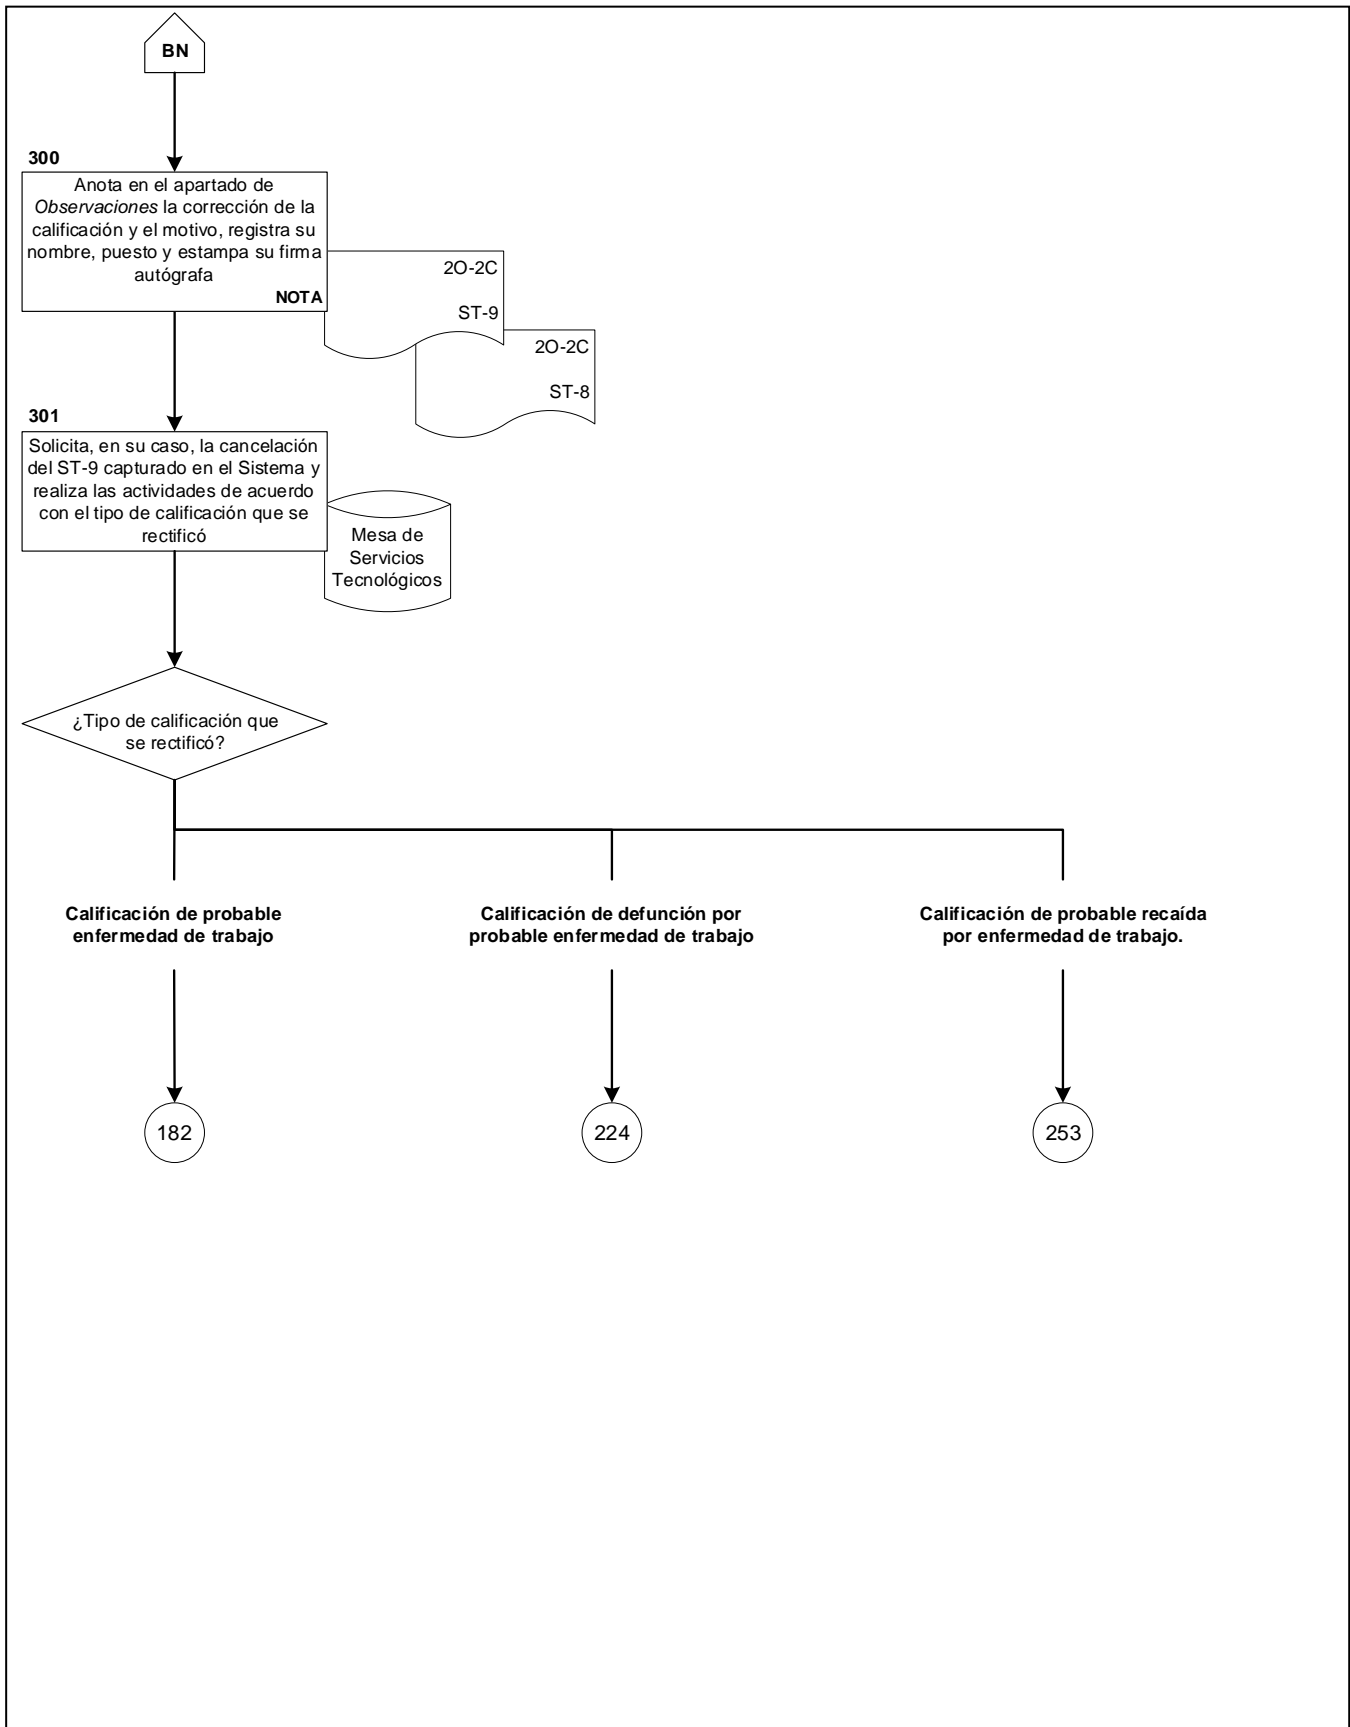 BN
300
Anota en el apartado de
Observaciones la corrección de la
calificación y el motivo, registra su
nombre, puesto y estampa su firma
autógrafa
NOTA
2O-2C
ST-9
2O-2C
ST-8
301
Solicita, en su caso, la cancelación
del ST-9 capturado en el Sistema y
realiza las actividades de acuerdo
con el tipo de calificación que se
rectificó
Mesa de
Servicios
Tecnológicos
¿Tipo de calificación que
se rectificó?
Calificación de probable
enfermedad de trabajo
Calificación de defunción por
probable enfermedad de trabajo
Calificación de probable recaída
por enfermedad de trabajo.
182
224
253